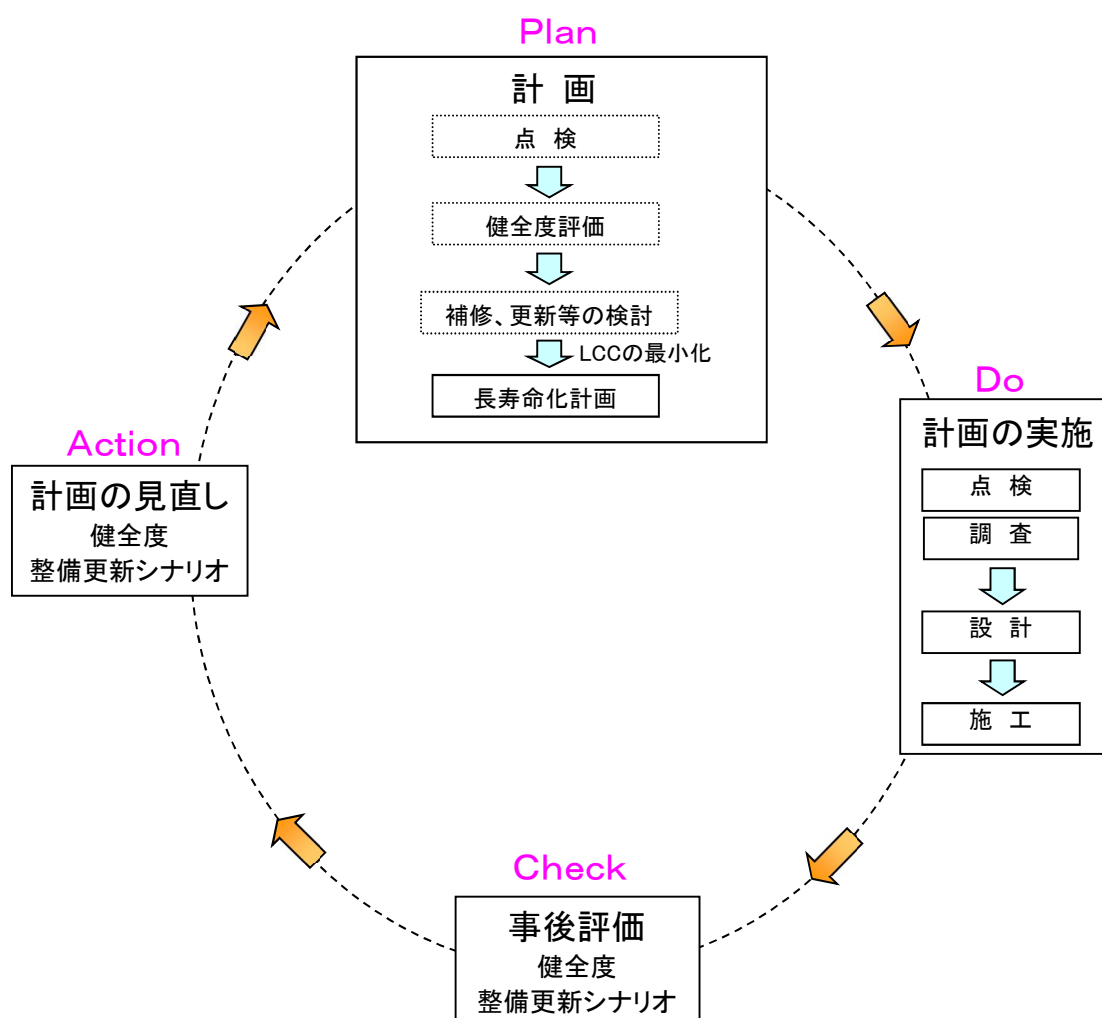 Plan
計 画
点 検
健全度評価
補修、更新等の検討
LCCの最小化
長寿命化計画
Do
計画の実施
点 検
調 査
設 計
施 工
Check
事後評価
健全度
整備更新シナリオ
Action
計画の見直し
健全度
整備更新シナリオ